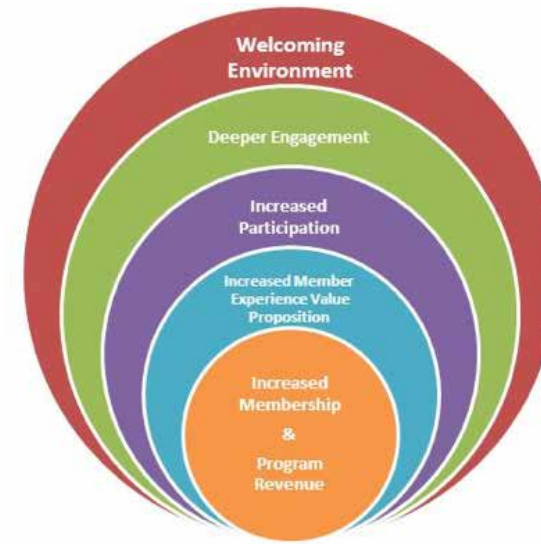 Welcoming
Environment
Deeper Engagement
Increased
Participation
Increased Member
Experience Value
Proposition
Increased
Membership
&
Program
Revenue